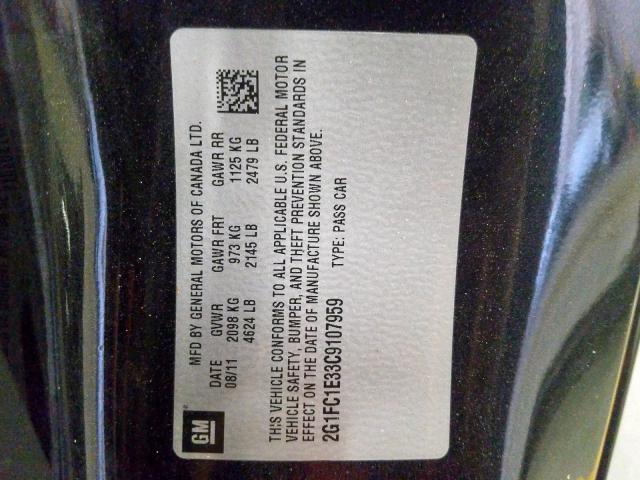 GM
MFD BY GENERAL MOTORS OF CANADA LTD.
DATE GVWR GAWR FRT GAWR RR
08/11 2098 KG 973 KG 1125 KG
4624 LB 2145 LB 2479 LB
THIS VEHICLE CONFORMS TO ALL APPLICABLE U.S. FEDERAL MOTOR
VEHICLE SAFETY, BUMPER, AND THEFT PREVENTION STANDARDS IN
EFFECT ON THE DATE OF MANUFACTURE SHOWN ABOVE.
2G1FC1E33C9107959 TYPE: PASS CAR